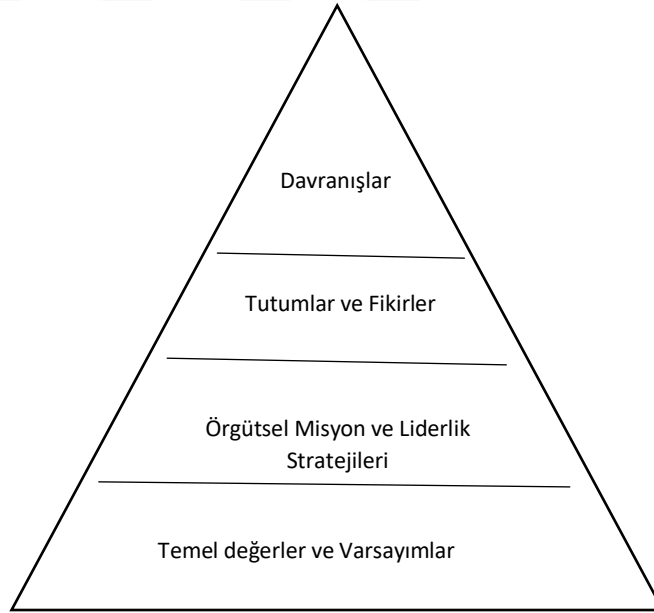 Davranışlar
Tutumlar ve Fikirler
Örgütsel Misyon ve Liderlik
Stratejileri
Temel değerler ve Varsayımlar